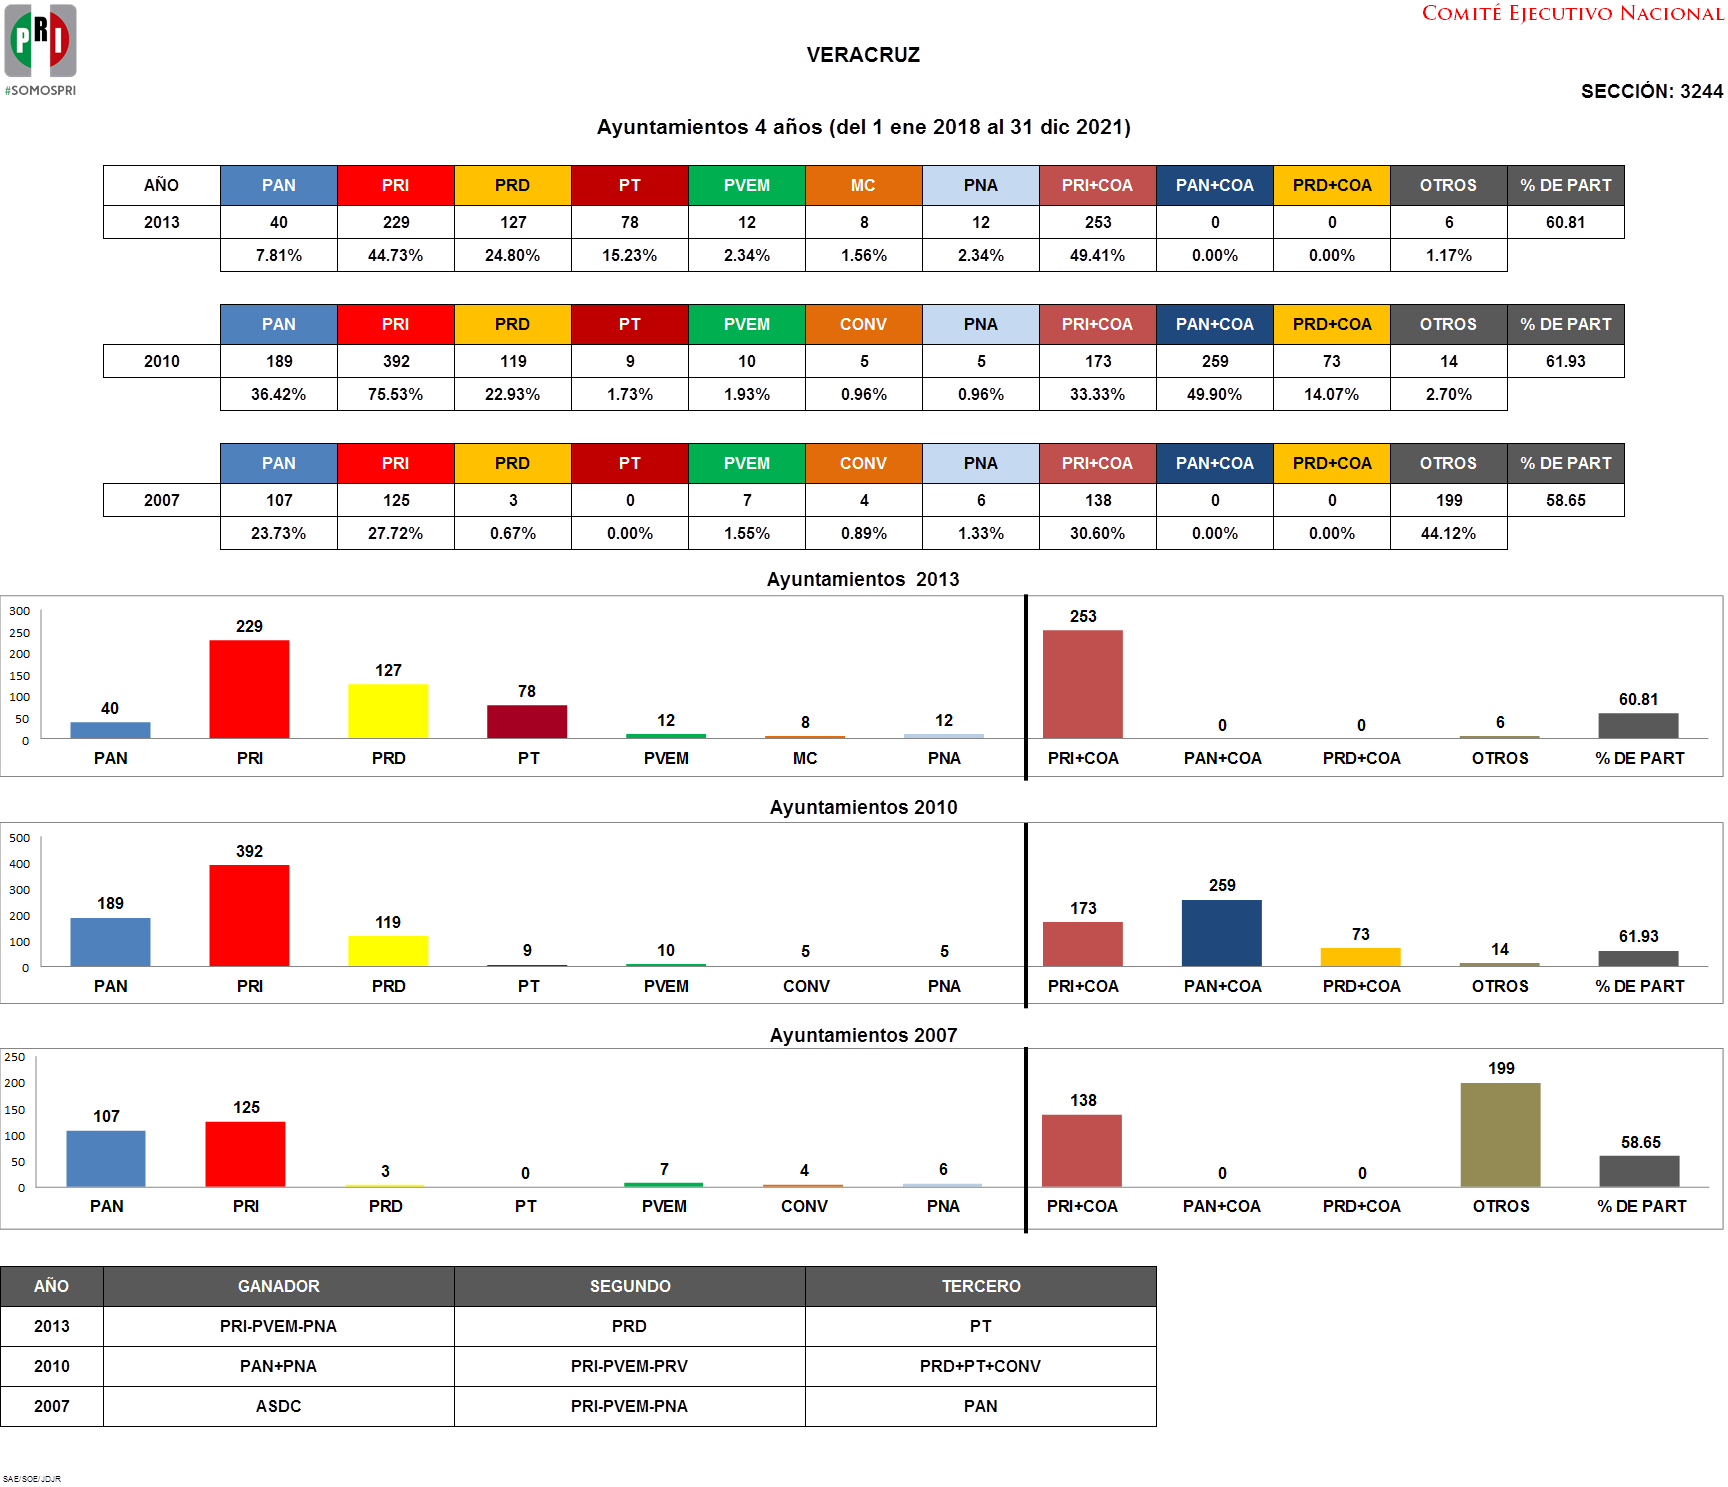 PRI
#SOMOSPRI
COMITÉ EJECUTIVO NACIONAL
VERACRUZ
SECCIÓN: 3244
Ayuntamientos 4 años (del 1 ene 2018 al 31 dic 2021)
AÑO PAN PRI PRD PT PVEM MC PNA PRI+COA PAN+COA PRD+COA OTROS % DE PART
2013 40 229 127 78 12 8 12 253 0 0 6 60.81
7.81% 44.73% 24.80% 15.23% 2.34% 1.56% 2.34% 49.41% 0.00% 0.00% 1.17%
PAN PRI PRD PT PVEM CONV PNA PRI+COA PAN+COA PRD+COA OTROS % DE PART
2010 189 392 119 9 10 5 5 173 259 73 14 61.93
36.42% 75.53% 22.93% 1.73% 1.93% 0.96% 0.96% 33.33% 49.90% 14.07% 2.70%
PAN PRI PRD PT PVEM CONV PNA PRI+COA PAN+COA PRD+COA OTROS % DE PART
2007 107 125 3 0 7 4 6 138 0 0 199 58.65
23.73% 27.72% 0.67% 0.00% 1.55% 0.89% 1.33% 30.60% 0.00% 0.00% 44.12%
Ayuntamientos 2013
300
250
200
150
100
50
0
40 229 127 78 12 8 12 253 0 0 6 60.81
PAN PRI PRD PT PVEM MC PNA PRI+COA PAN+COA PRD+COA OTROS % DE PART
Ayuntamientos 2010
500
400
300
200
100
0
189 392 119 9 10 5 5 173 259 73 14 61.93
PAN PRI PRD PT PVEM CONV PNA PRI+COA PAN+COA PRD+COA OTROS % DE PART
Ayuntamientos 2007
250
200
150
100
50
0
107 125 3 0 7 4 6 138 0 0 199 58.65
PAN PRI PRD PT PVEM CONV PNA PRI+COA PAN+COA PRD+COA OTROS % DE PART
AÑO GANADOR SEGUNDO TERCERO
2013 PRI-PVEM-PNA PRD PT
2010 PAN+PNA PRI-PVEM-PRV PRD+PT+CONV
2007 ASDC PRI-PVEM-PNA PAN
SAE/SOE/JDJR